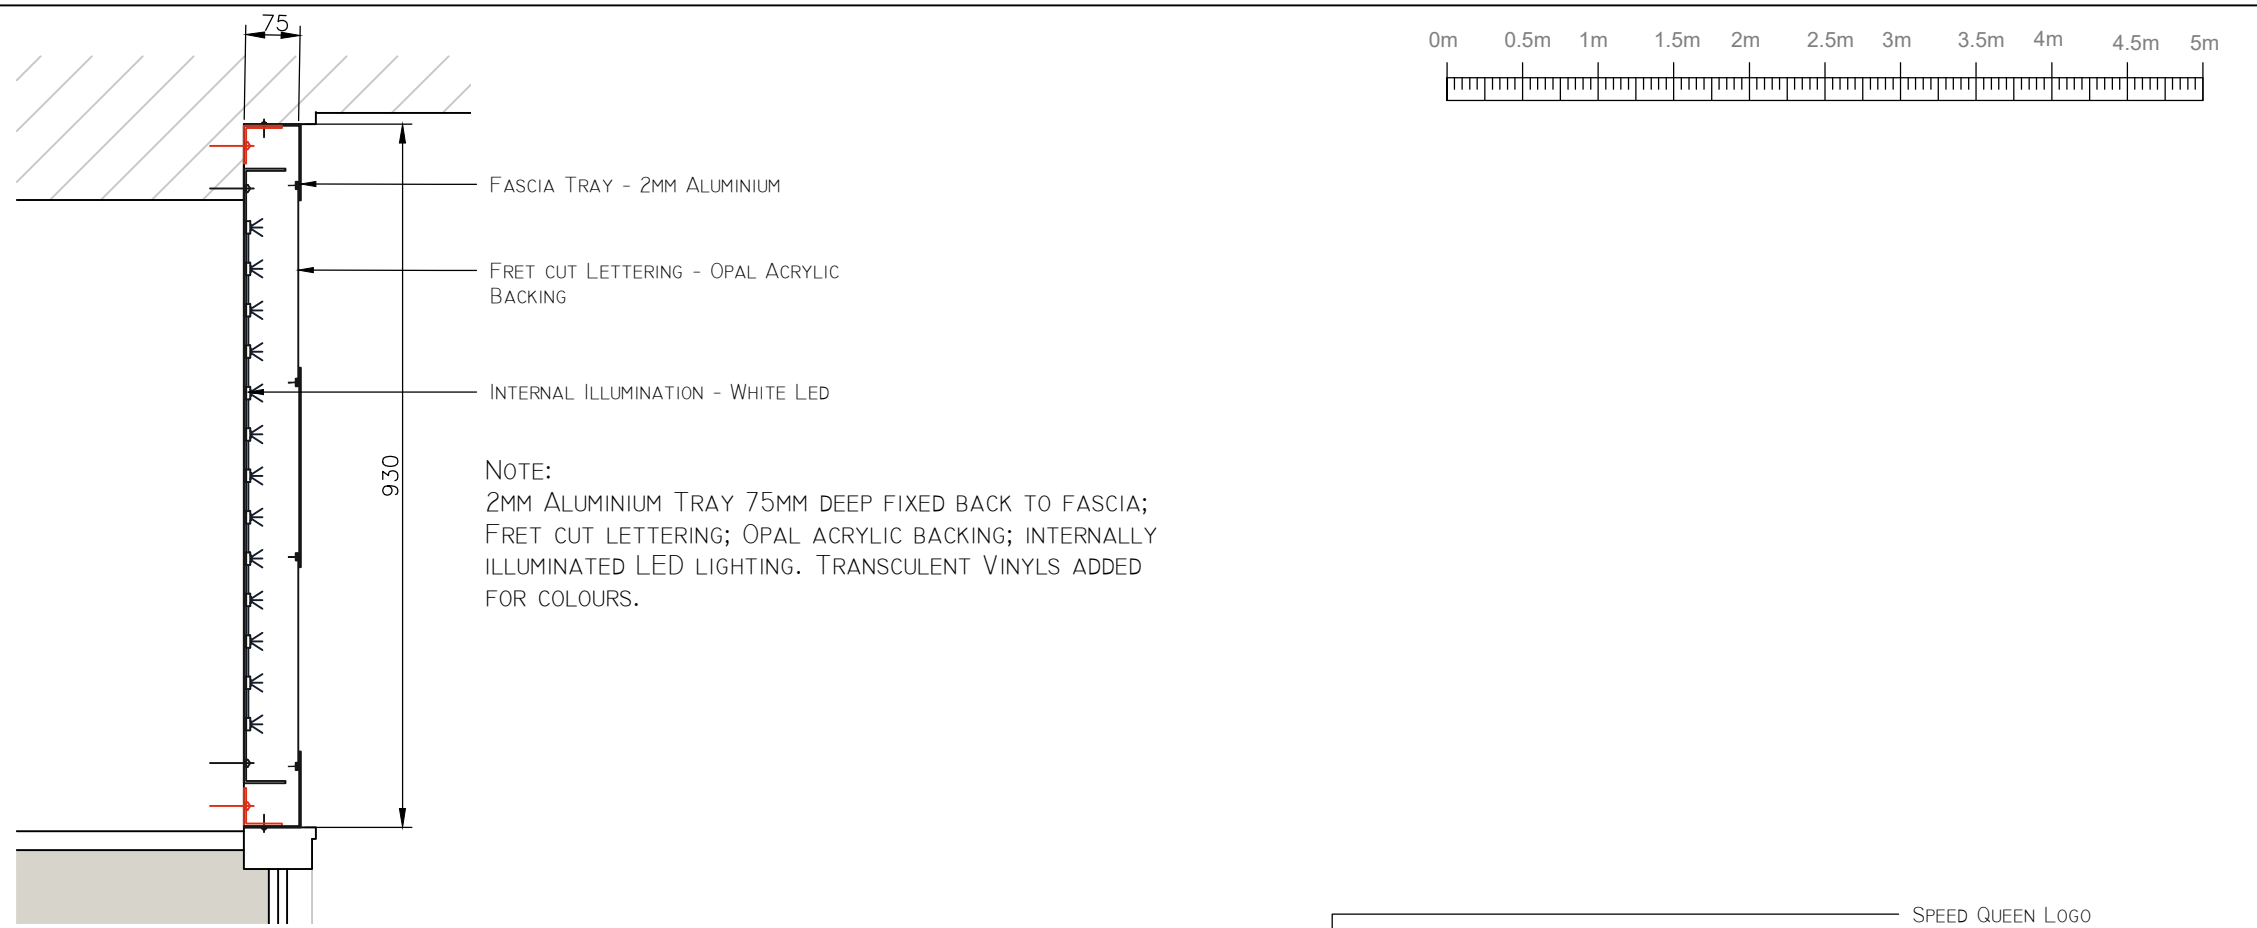 75
0m 0.5m 1m 1.5m 2m 2.5m 3m 3.5m 4m 4.5m 5m
FASCIA TRAY - 2MM ALUMINIUM
FRET CUT LETTERING - OPAL ACRYLIC
BACKING
INTERNAL ILLUMINATION - WHITE LED
930
NOTE:
2MM ALUMINIUM TRAY 75MM DEEP FIXED BACK TO FASCIA;
FRET CUT LETTERING; OPAL ACRYLIC BACKING; INTERNALLY
ILLUMINATED LED LIGHTING. TRANSCULENT VINYLS ADDED
FOR COLOURS.
SPEED QUEEN LOGO